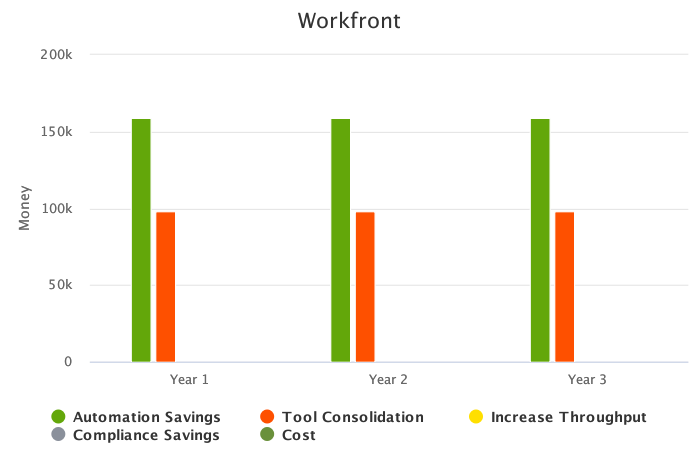 Workfront
200k
150k
100k
50k
0
Money
Year 1
Year 2
Year 3
Automation Savings
Tool Consolidation
Increase Throughput
Compliance Savings
Cost